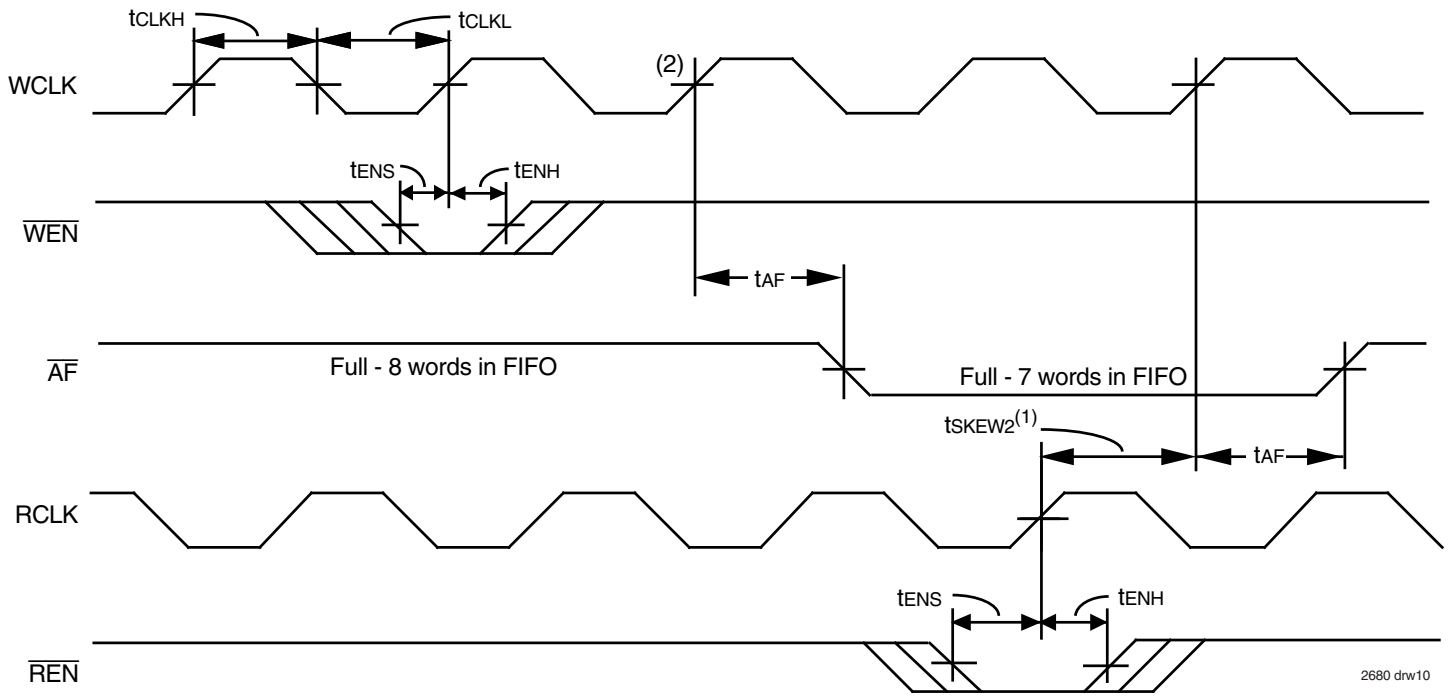 tCLKH
tCLKL
WCLK
(2)
tENS
tENH
WEN
tAF
AF
Full - 8 words in FIFO
Full - 7 words in FIFO
tSKEW2(1)
tAF
RCLK
tENS
tENH
REN
2680 drw10